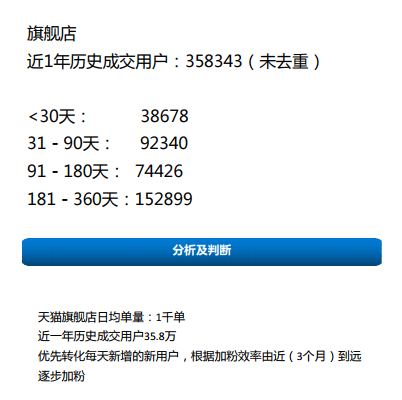 旗舰店
近1年历史成交用户：358343（未去重）
<30天： 38678
31 - 90天： 92340
91 - 180天： 74426
181 - 360天：152899
分析及判断
天猫旗舰店日均单量：1千单
近一年历史成交用户35.8万
优先转化每天新增的新用户，根据加粉效率由近（3个月）到远
逐步加粉